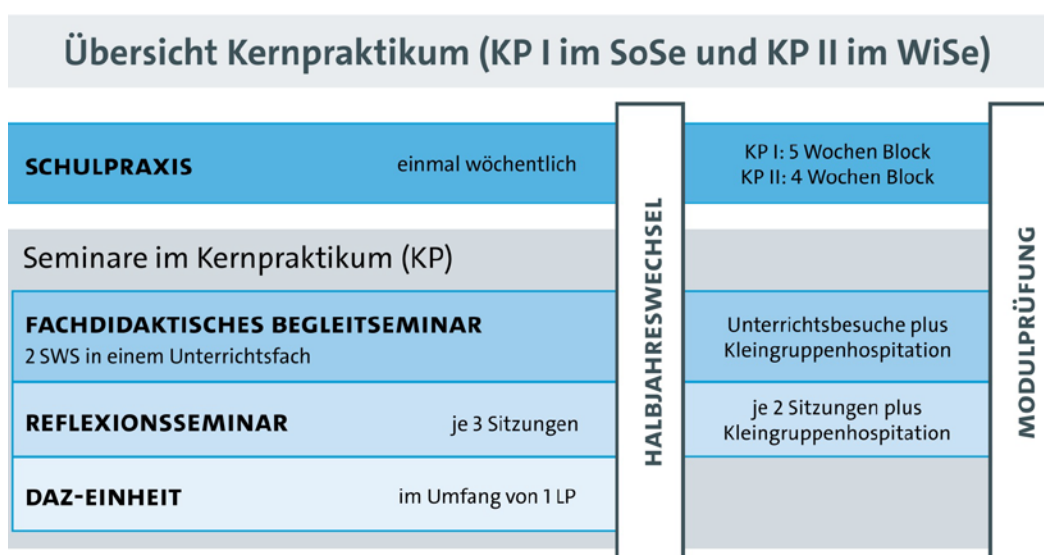 Übersicht Kernpraktikum (KP I im SoSe und KP II im WiSe)
SCHULPRAXIS
einmal wöchentlich
HALBJAHRESWECHSEL
KP I: 5 Wochen Block
KP II: 4 Wochen Block
MODULPRÜFUNG
Seminare im Kernpraktikum (KP)
FACHDIDAKTISCHES BEGLEITSEMINAR
2 SWS in einem Unterrichtsfach
Unterrichtsbesuche plus
Kleingruppenhospitation
REFLEXIONSSEMINAR
je 3 Sitzungen
je 2 Sitzungen plus
Kleingruppenhospitation
DAZ-EINHEIT
im Umfang von 1 LP